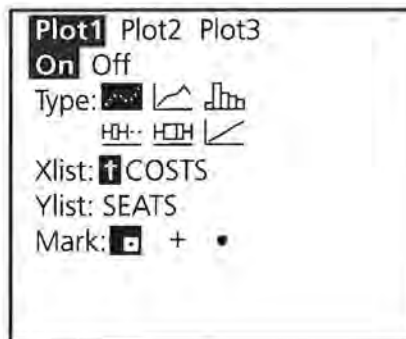 Plot1 Plot2 Plot3
On Off
Type:
Xlist: †COSTS
Ylist: SEATS
Mark: + •